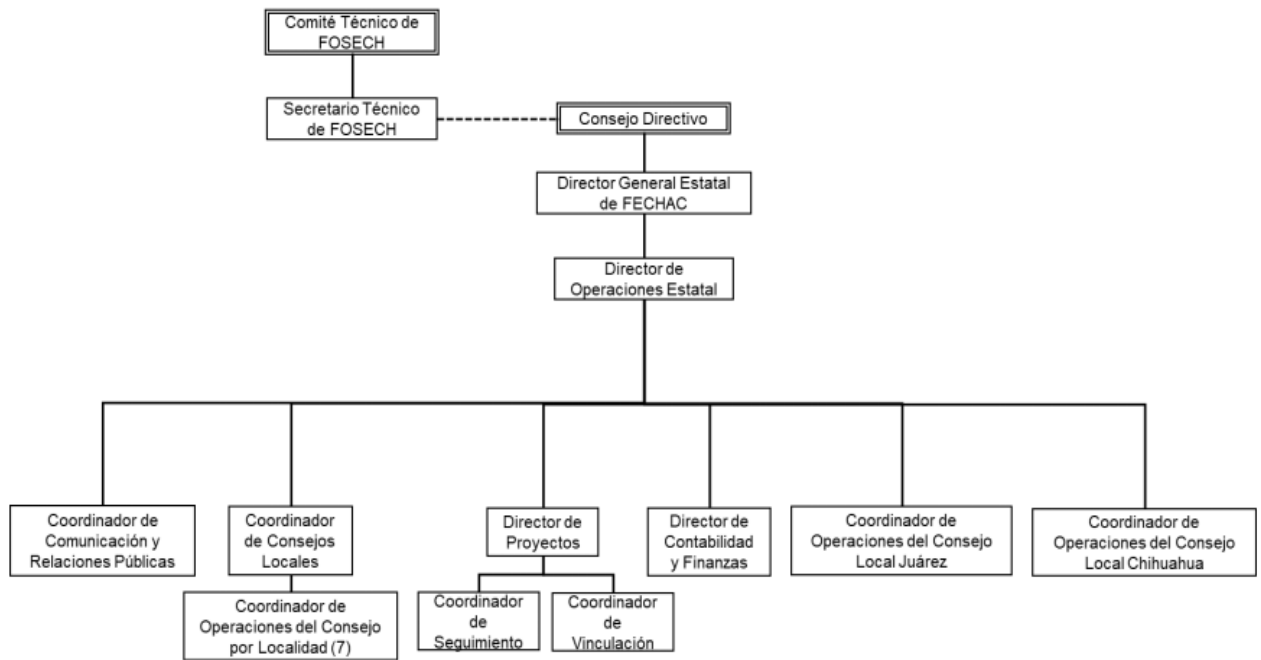 Comité Técnico de
FOSECH
Secretario Técnico
de FOSECH
Consejo Directivo
Director General Estatal
de FECHAC
Director de
Operaciones Estatal
Coordinador de
Comunicación y
Relaciones Públicas
Coordinador
de Consejos
Locales
Director de
Proyectos
Director de
Contabilidad
y Finanzas
Coordinador de
Operaciones del Consejo
Local Juárez
Coordinador de
Operaciones del Consejo
Local Chihuahua
Coordinador de
Operaciones del Consejo
por Localidad (7)
Coordinador
de
Seguimiento
Coordinador
de
Vinculación